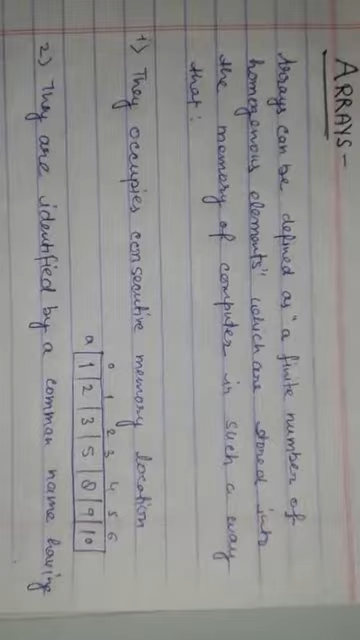 ARRAYS -
Arrays can be defined as "a finite number of
homogenous elements" which are stored into
the memory of computer in such a way
that:
1) They occupies consecutive memory location
0 1 2 3 4 5 6
a 1 2 3 5 8 9 10
2) They are identified by a common name having